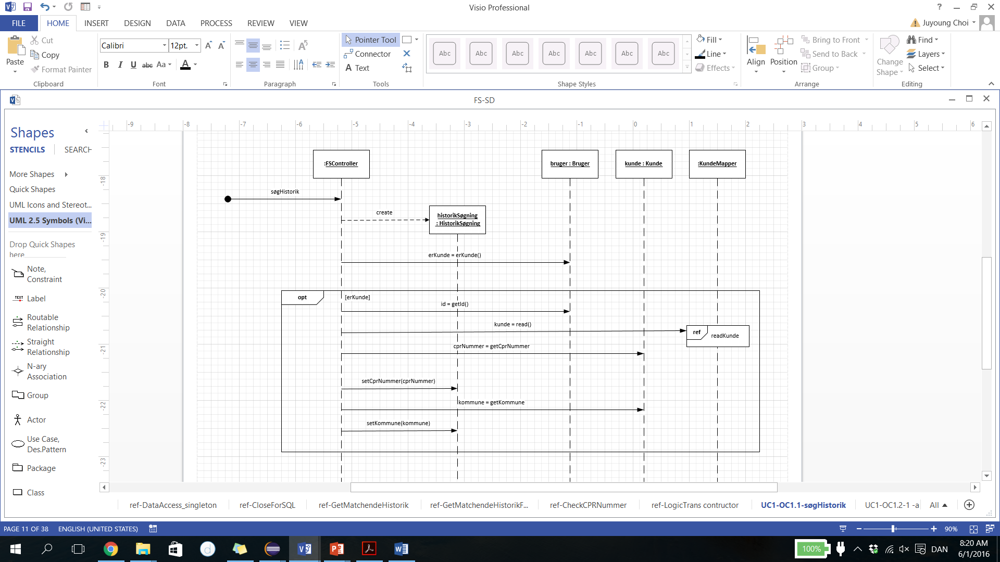 Visio Professional
?
FILE
HOME
INSERT
DESIGN
DATA
PROCESS
REVIEW
VIEW
Juyoung Choi
Paste
Cut
Copy
Format Painter
Clipboard
Calibri
12pt.
A A
B I U abc Aa A
Font
Paragraph
Pointer Tool
Connector
A Text
Tools
Abc Abc Abc Abc Abc Abc Abc
Shape Styles
Fill
Line
Effects
Align
Position
Bring to Front
Send to Back
Group
Arrange
Change
Shape
Find
Layers
Select
Editing
FS-SD
Shapes
STENCILS
SEARCH
More Shapes
Quick Shapes
UML Icons and Stereot...
UML 2.5 Symbols (Vi...
Drop Quick Shapes
here
Note,
Constraint
TEXT
Label
Routable
Relationship
Straight
Relationship
N-ary
Association
Group
Actor
Use Case,
Des.Pattern
Package
Class
-9 -8 -7 -6 -5 -4 -3 -2 -1 0 1 2 3 4 5 6
-18
-19
-20
-21
-22
-23
:FSController
bruger : Bruger
kunde : Kunde
:KundeMapper
søgHistorik
create
historikSøgning
: HistorikSøgning
erKunde = erKunde()
opt
[erKunde]
id = getId()
kunde = read()
ref
readKunde
cprNummer = getCprNummer
setCprNummer(cprNummer)
kommune = getKommune
setKommune(kommune)
ref-DataAccess_singleton
ref-CloseForSQL
ref-GetMatchendeHistorik
ref-GetMatchendeHistorikF...
ref-CheckCPRNummer
ref-LogicTrans contructor
UC1-OC1.1-søgHistorik
UC1-OC1.2-1 -a
All
PAGE 11 OF 38
ENGLISH (UNITED STATES)
90%
100%
DAN
8:20 AM
6/1/2016